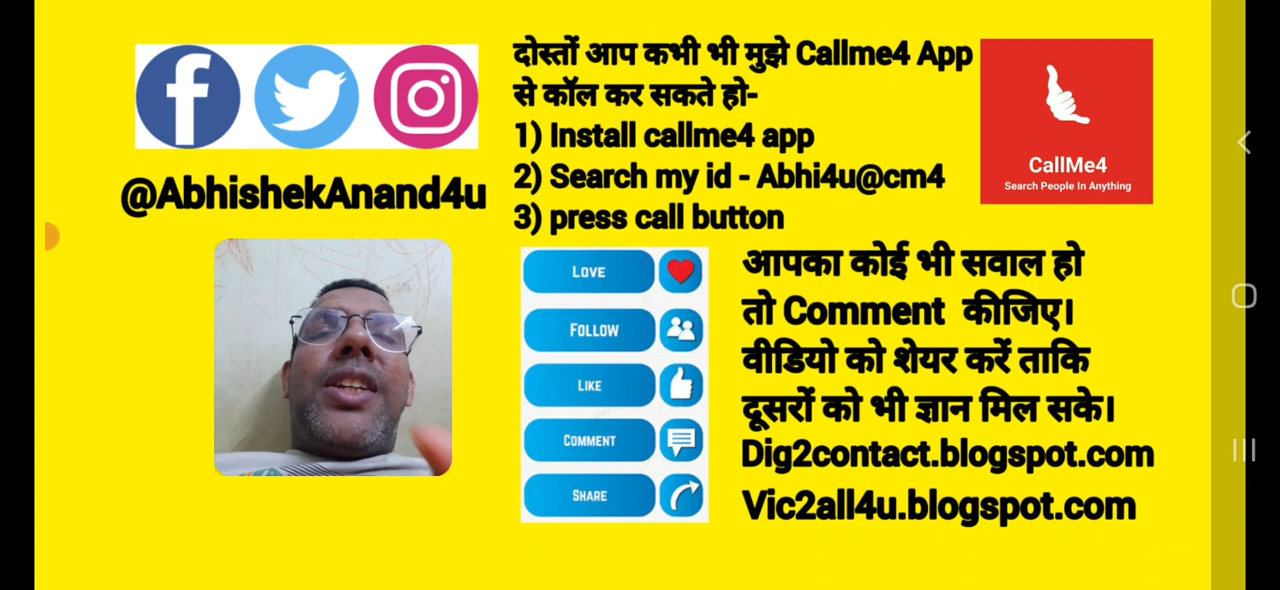 दोस्तों आप कभी भी मुझे Callme4 App
से कॉल कर सकते हो-
1) Install callme4 app
2) Search my id - Abhi4u@cm4
3) press call button
CallMe4
Search People In Anything
@AbhishekAnand4u
LOVE
FOLLOW
LIKE
COMMENT
SHARE
आपका कोई भी सवाल हो
तो Comment कीजिए।
वीडियो को शेयर करें ताकि
दूसरों को भी ज्ञान मिल सके।
Dig2contact.blogspot.com
Vic2all4u.blogspot.com